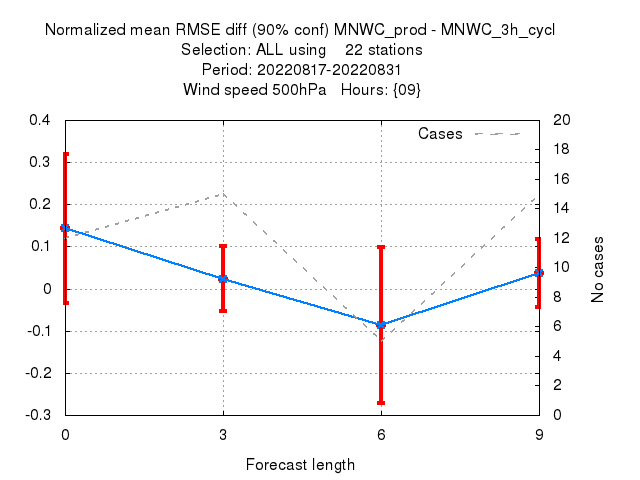 Normalized mean RMSE diff (90% conf) MNWC_prod - MNWC_3h_cycl
Selection: ALL using    22 stations
Period: 20220817-20220831
Wind speed 500hPa   Hours: {09}
Cases
0.4
0.3
0.2
0.1
0
-0.1
-0.2
-0.3
20
18
16
14
12
10
8
6
4
2
0
No cases
0 3 6 9
Forecast length